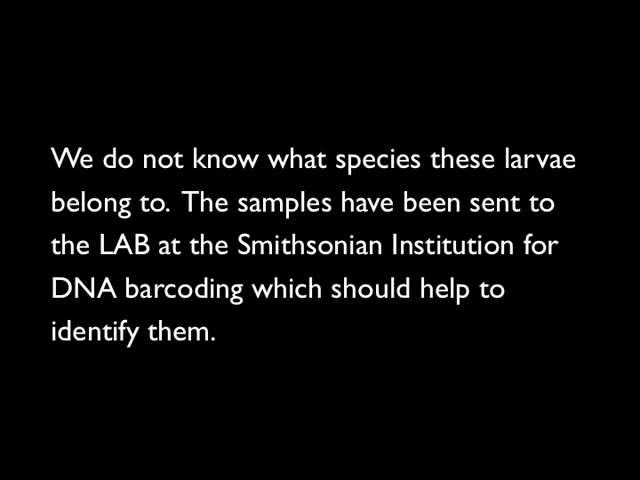 We do not know what species these larvae
belong to.  The samples have been sent to
the LAB at the Smithsonian Institution for
DNA barcoding which should help to
identify them.